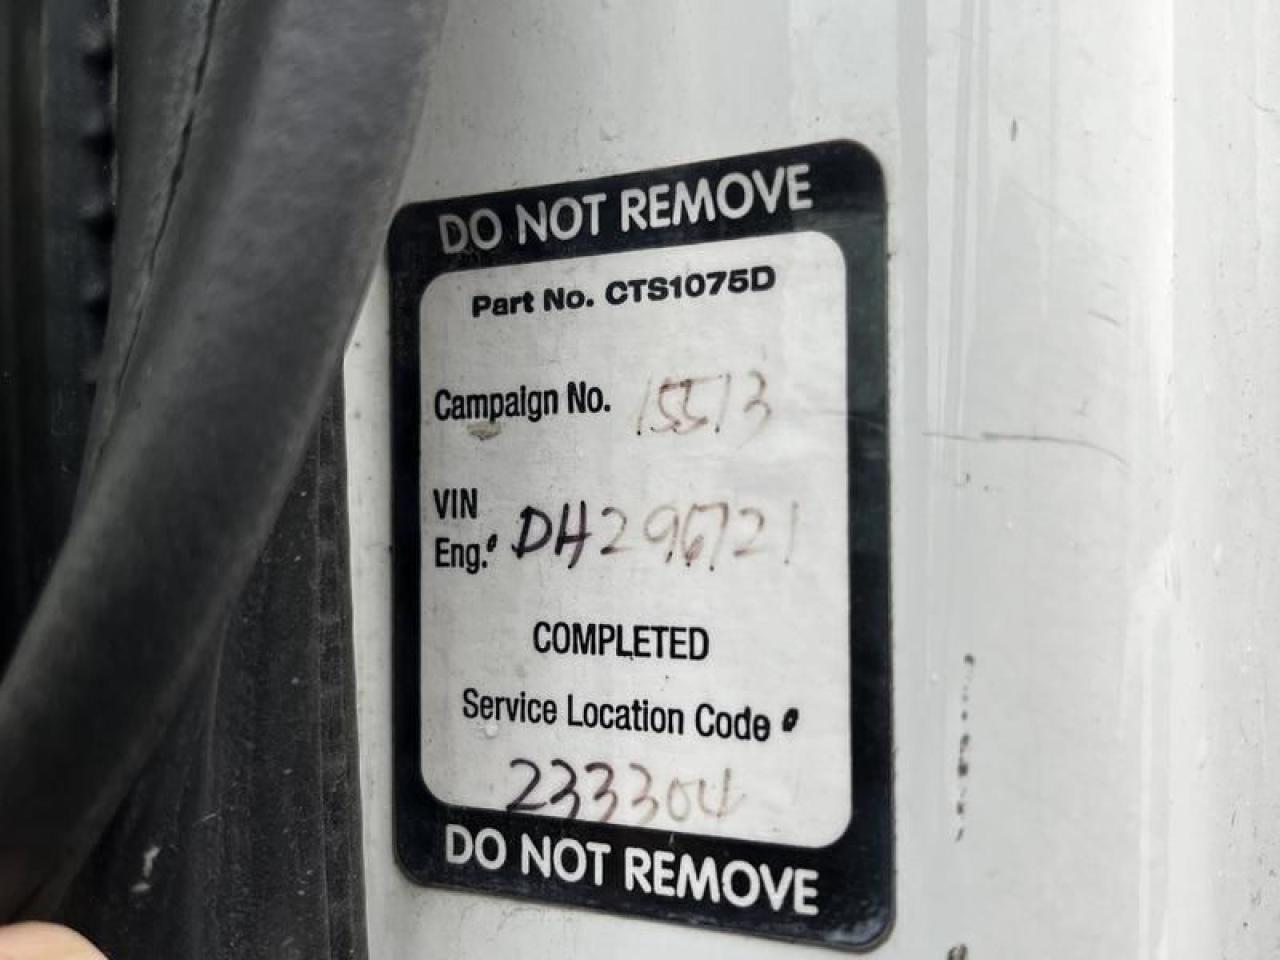 DO NOT REMOVE
Part No. CTS1075D
Campaign No. 15513
VIN
Eng. DH296721
COMPLETED
Service Location Code
233304
DO NOT REMOVE